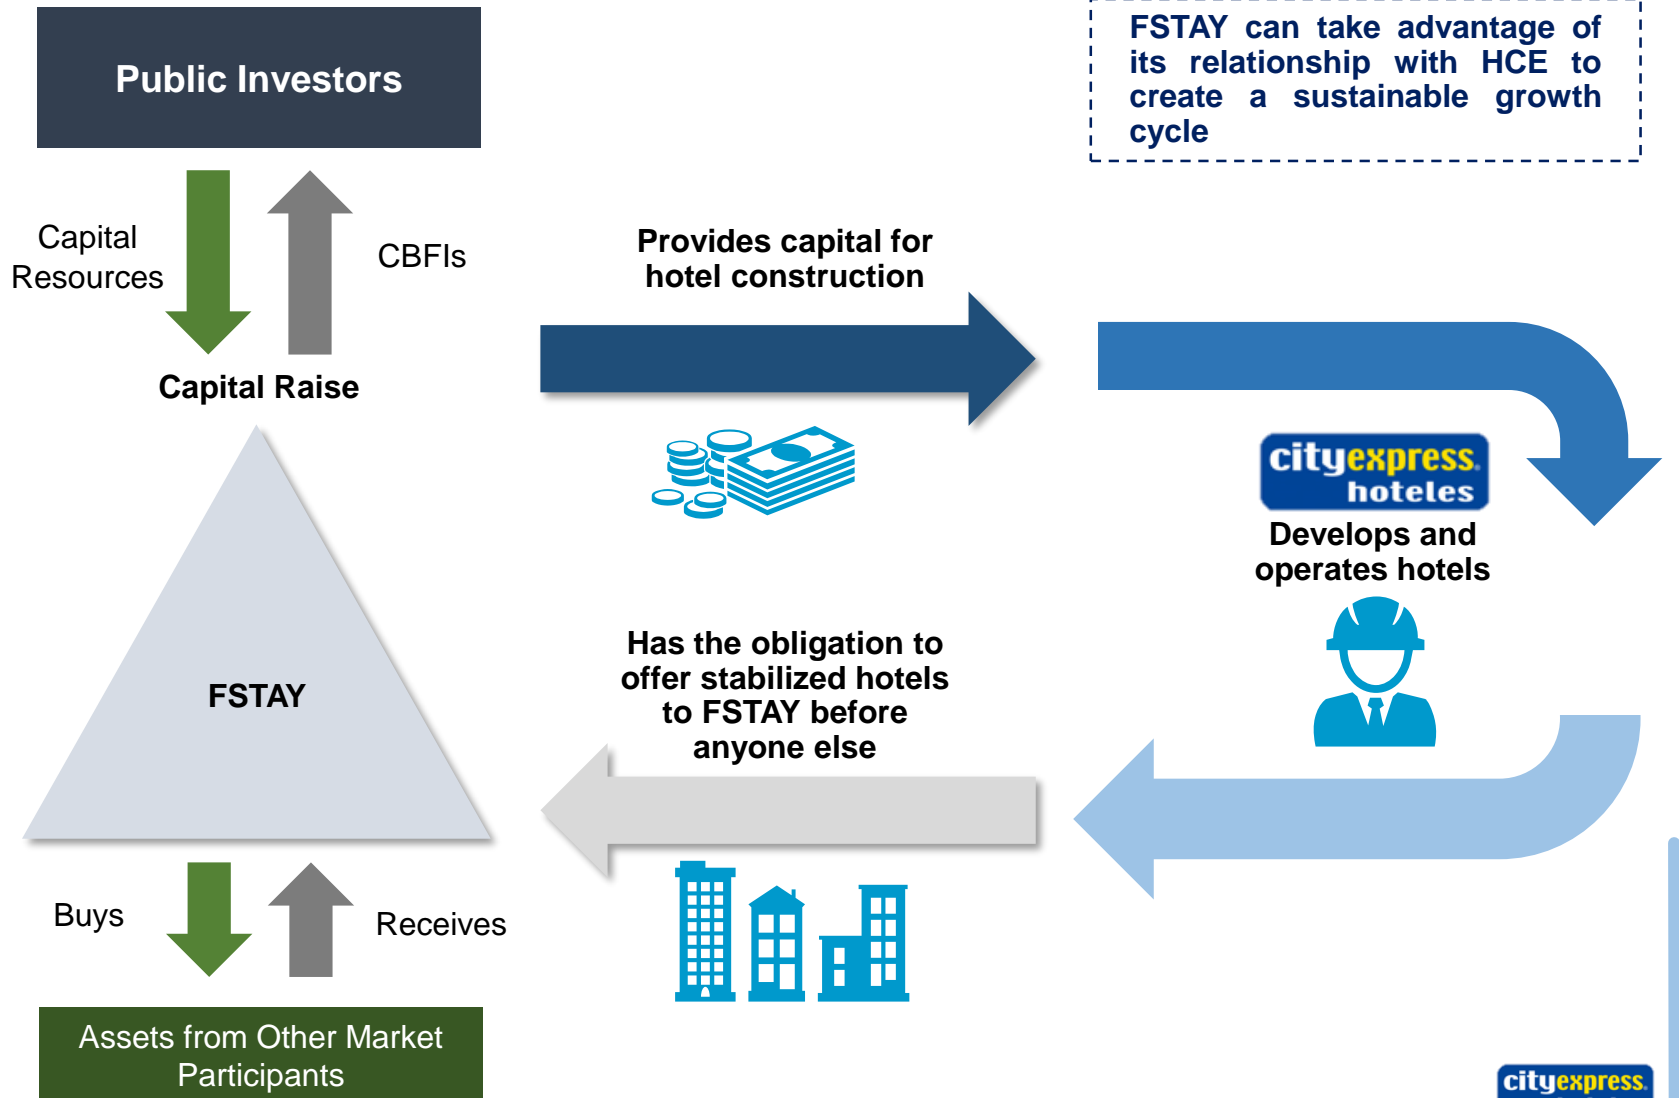 Public Investors
FSTAY can take advantage of
its relationship with HCE to
create a sustainable growth
cycle
Capital
Resources
CBFIs
Capital Raise
Provides capital for
hotel construction
cityexpress.
hoteles
Develops and
operates hotels
Has the obligation to
offer stabilized hotels
to FSTAY before
anyone else
FSTAY
Buys
Receives
Assets from Other Market
Participants
cityexpress.